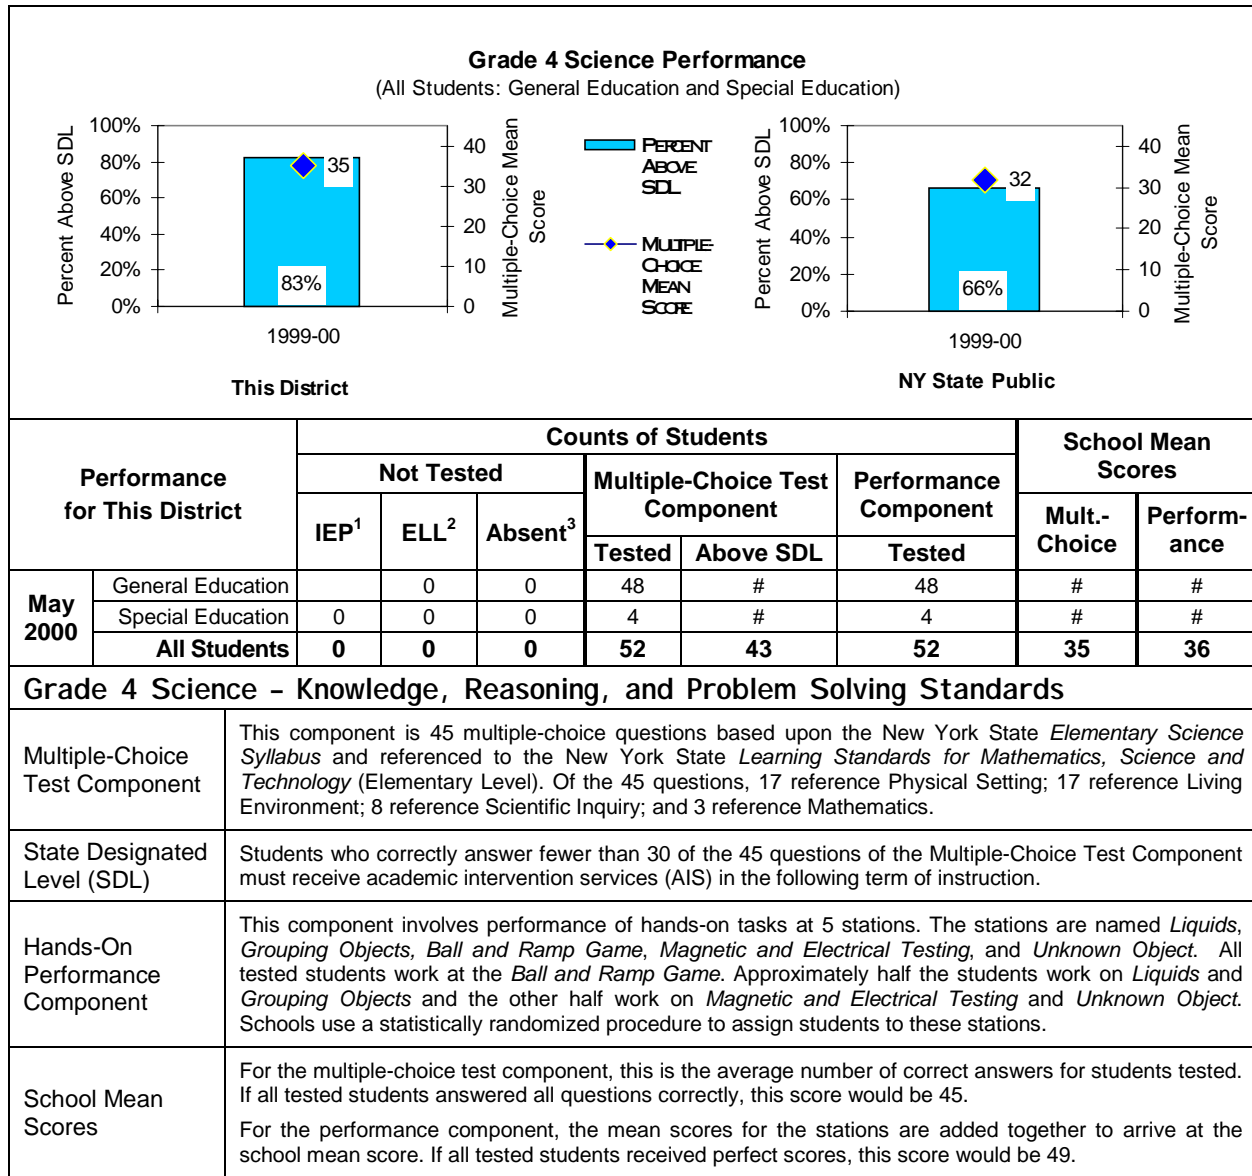 Grade 4 Science Performance
(All Students: General Education and Special Education)
Percent Above SDL
100%
80%
60%
40%
20%
0%
35
83%
40
30
20
10
0
Multiple-Choice Mean
Score
1999-00
This District
PERCENT
ABOVE
SDL
MULTIPLE-
CHOICE
MEAN
SCORE
Percent Above SDL
100%
80%
60%
40%
20%
0%
32
66%
40
30
20
10
0
Multiple-Choice Mean
Score
1999-00
NY State Public
Performance
for This District
Counts of Students
School Mean
Scores
Not Tested
Multiple-Choice Test
Component
Performance
Component
IEP1 ELL2 Absent3
Tested Above SDL Tested
Mult.-
Choice
Perform-
ance
May
2000
General Education 0 0 48 # 48 # #
Special Education 0 0 0 4 # 4 # #
All Students 0 0 0 52 43 52 35 36
Grade 4 Science – Knowledge, Reasoning, and Problem Solving Standards
Multiple-Choice
Test Component
This component is 45 multiple-choice questions based upon the New York State Elementary Science
Syllabus and referenced to the New York State Learning Standards for Mathematics, Science and
Technology (Elementary Level). Of the 45 questions, 17 reference Physical Setting; 17 reference Living
Environment; 8 reference Scientific Inquiry; and 3 reference Mathematics.
State Designated
Level (SDL)
Students who correctly answer fewer than 30 of the 45 questions of the Multiple-Choice Test Component
must receive academic intervention services (AIS) in the following term of instruction.
Hands-On
Performance
Component
This component involves performance of hands-on tasks at 5 stations. The stations are named Liquids,
Grouping Objects, Ball and Ramp Game, Magnetic and Electrical Testing, and Unknown Object. All
tested students work at the Ball and Ramp Game. Approximately half the students work on Liquids and
Grouping Objects and the other half work on Magnetic and Electrical Testing and Unknown Object.
Schools use a statistically randomized procedure to assign students to these stations.
School Mean
Scores
For the multiple-choice test component, this is the average number of correct answers for students tested.
If all tested students answered all questions correctly, this score would be 45.
For the performance component, the mean scores for the stations are added together to arrive at the
school mean score. If all tested students received perfect scores, this score would be 49.